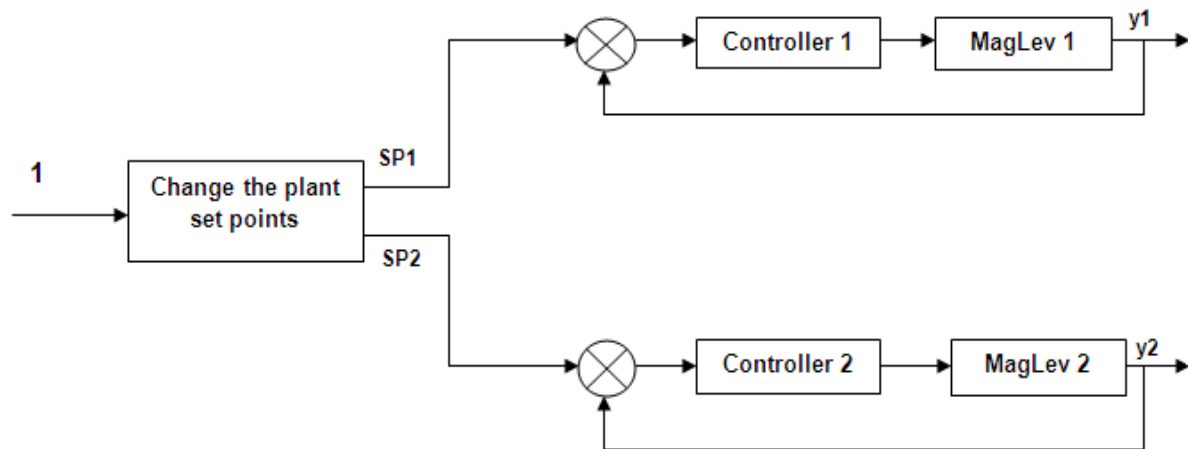 Controller 1
MagLev 1
y1
SP1
1
Change the plant
set points
SP2
Controller 2
MagLev 2
y2